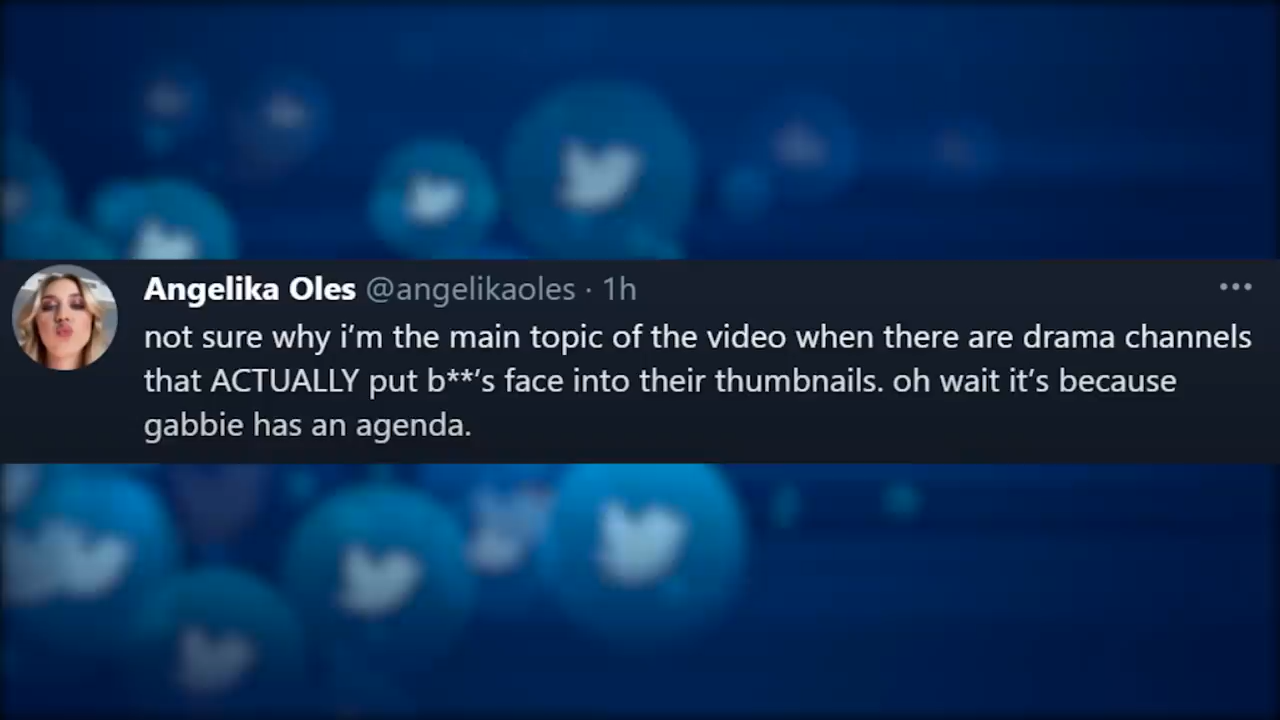 Angelika Oles @angelikaoles · 1h
not sure why i’m the main topic of the video when there are drama channels
that ACTUALLY put b**’s face into their thumbnails. oh wait it’s because
gabbie has an agenda.